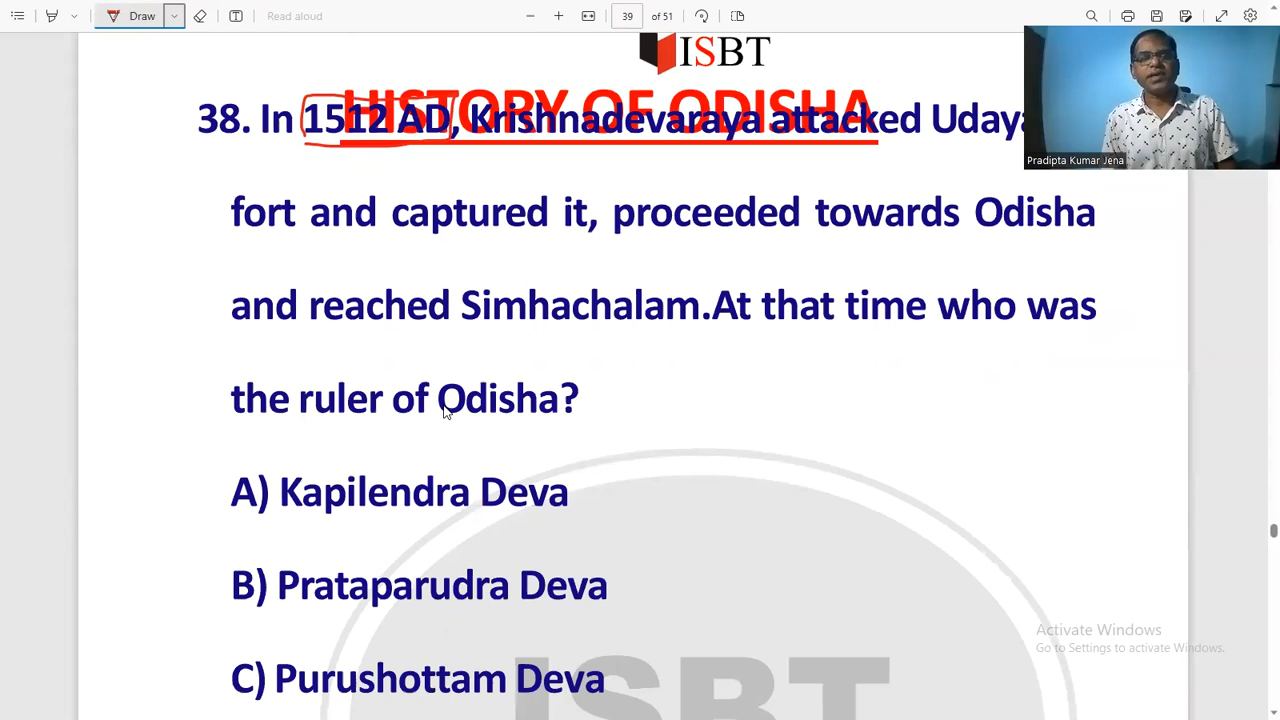 Draw
Read aloud
39 of 51
ISBT
HISTORY OF ODISHA
38. In 1512 AD, Krishnadevaraya attacked Uday
fort and captured it, proceeded towards Odisha
and reached Simhachalam.At that time who was
the ruler of Odisha?
A) Kapilendra Deva
B) Prataparudra Deva
C) Purushottam Deva
ISBT
Pradipta Kumar Jena
Activate Windows
Go to Settings to activate Windows.